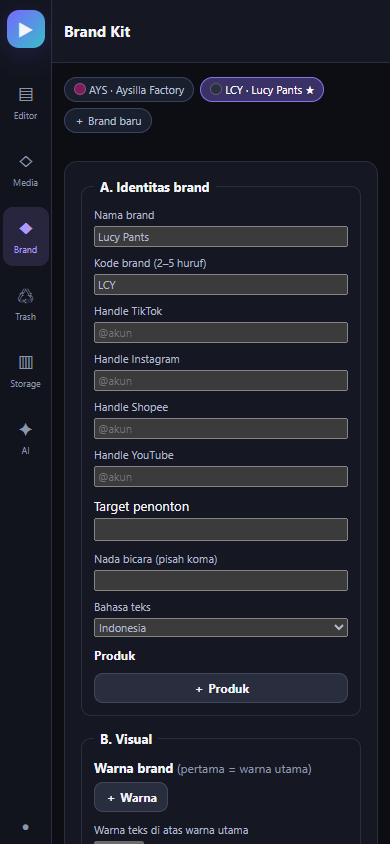 Brand Kit
AYS · Aysilla Factory
LCY · Lucy Pants ★
+ Brand baru
Editor
Media
Brand
Trash
Storage
AI
A. Identitas brand
Nama brand
Lucy Pants
Kode brand (2–5 huruf)
LCY
Handle TikTok
@akun
Handle Instagram
@akun
Handle Shopee
@akun
Handle YouTube
@akun
Target penonton
Nada bicara (pisah koma)
Bahasa teks
Indonesia
Produk
+ Produk
B. Visual
Warna brand (pertama = warna utama)
+ Warna
Warna teks di atas warna utama